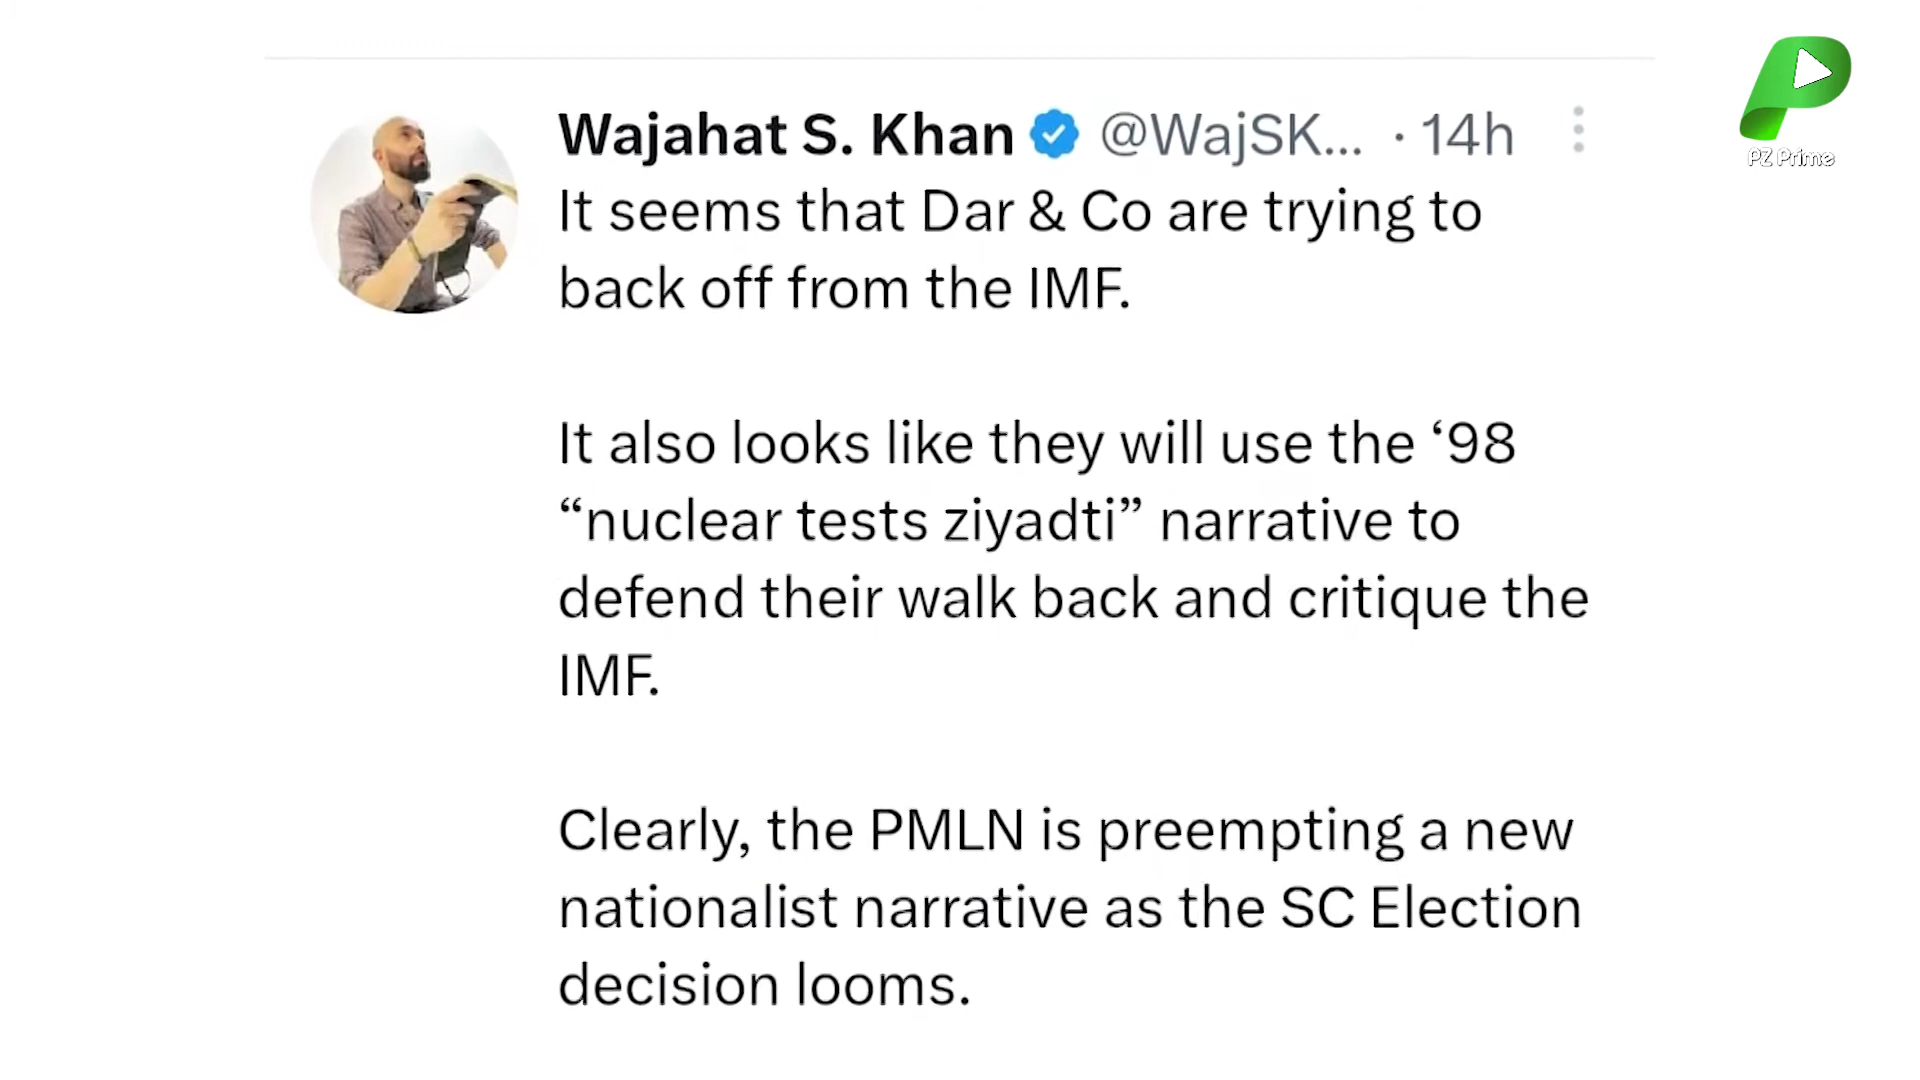 Wajahat S. Khan @WajSK... · 14h
PZ Prime
It seems that Dar & Co are trying to
back off from the IMF.
It also looks like they will use the ‘98
“nuclear tests ziyadti” narrative to
defend their walk back and critique the
IMF.
Clearly, the PMLN is preempting a new
nationalist narrative as the SC Election
decision looms.